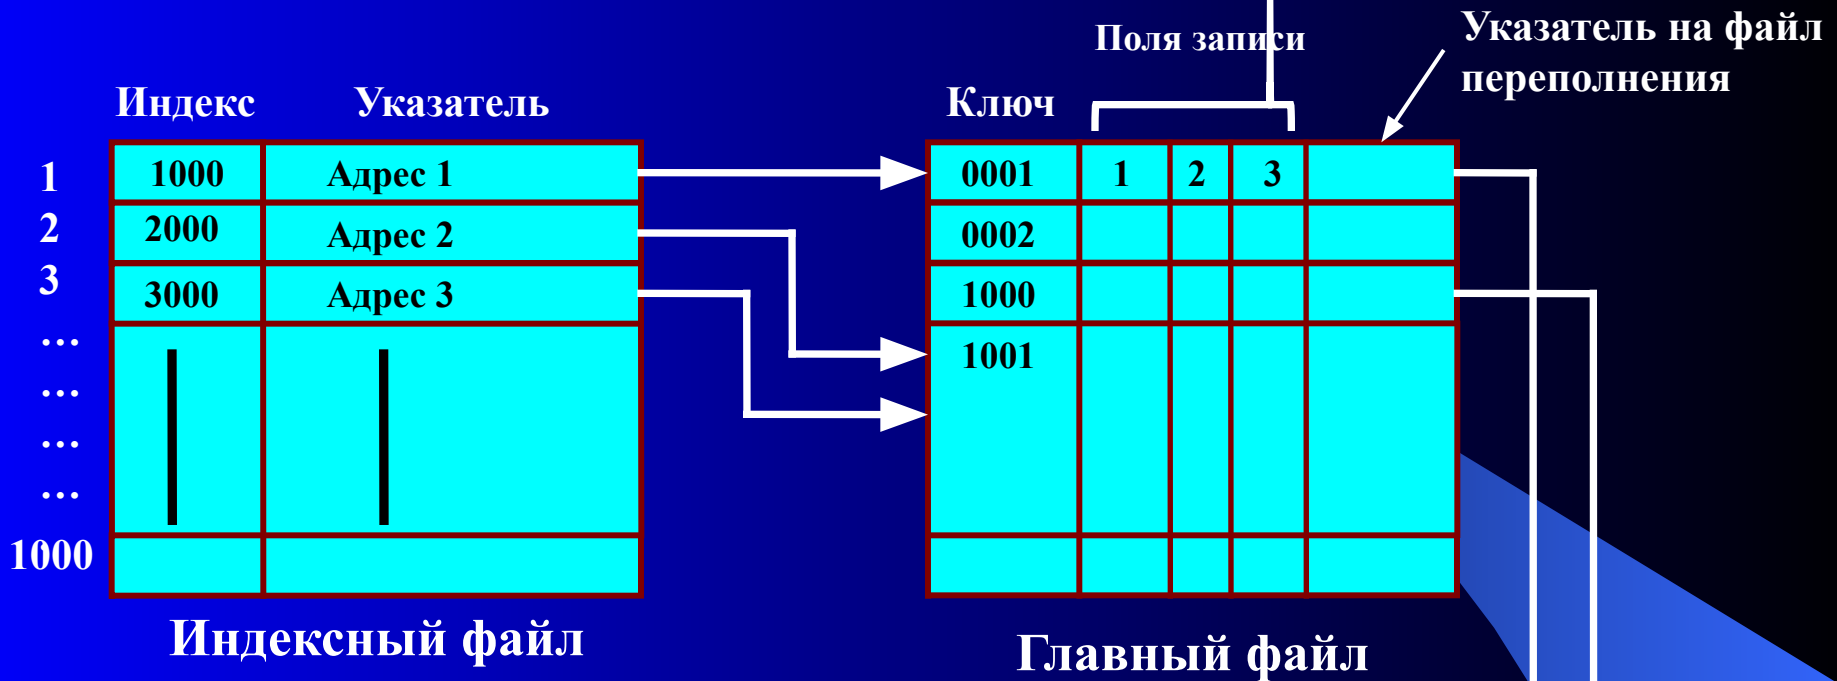 Поля записи
Указатель на файл
переполнения
Индекс Указатель
Ключ
1 1000 Адрес 1
2 2000 Адрес 2
3 3000 Адрес 3
...
...
...
...
1000
0001 1 2 3
0002
1000
1001
Индексный файл
Главный файл